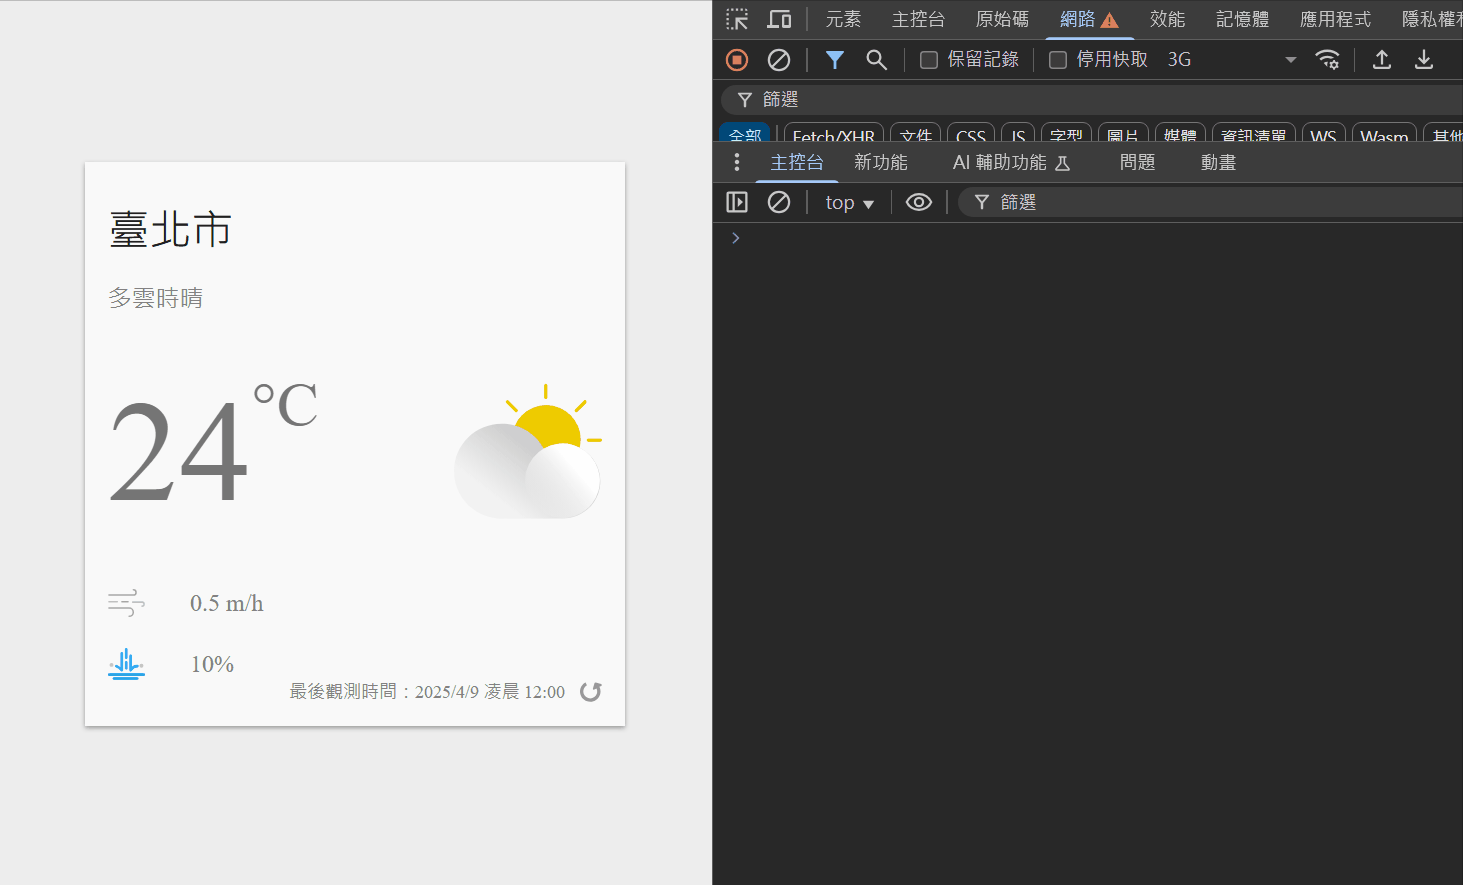 臺北市
多雲時晴
24°C
0.5 m/h
10%
最後觀測時間：2025/4/9 凌晨 12:00
元素 主控台 原始碼 網路 效能 記憶體 應用程式 隱私權和
保留記錄 停用快取 3G
篩選
全部 Fetch/XHR 文件 CSS JS 字型 圖片 媒體 資訊清單 WS Wasm 其他
主控台 新功能 AI 輔助功能 問題 動畫
top 篩選